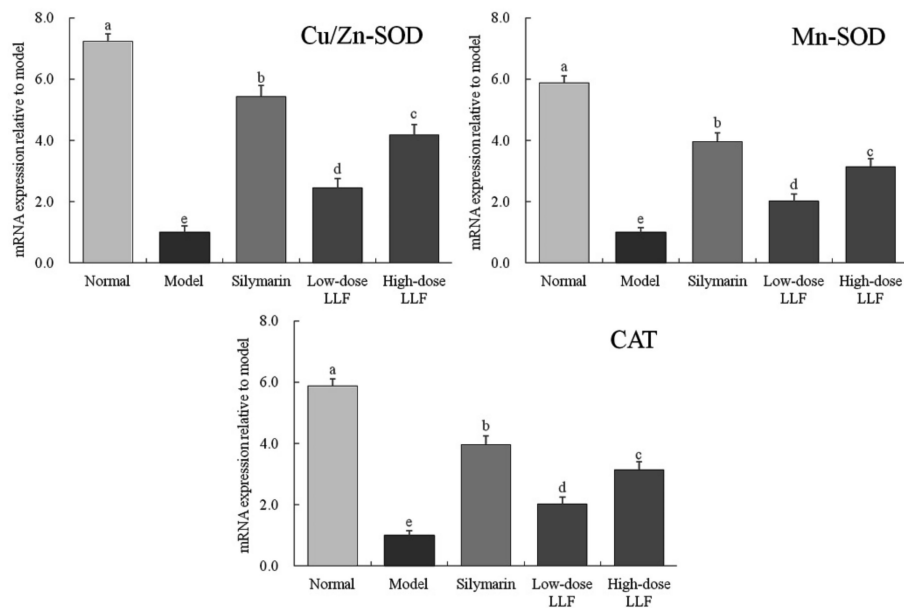 Cu/Zn-SOD
mRNA expression relative to model
8.0
6.0
4.0
2.0
0.0
a
e
b
d
c
Normal Model Silymarin Low-dose LLF High-dose LLF
Mn-SOD
mRNA expression relative to model
8.0
6.0
4.0
2.0
0.0
a
e
b
d
c
Normal Model Silymarin Low-dose LLF High-dose LLF
CAT
mRNA expression relative to model
8.0
6.0
4.0
2.0
0.0
a
e
b
d
c
Normal Model Silymarin Low-dose LLF High-dose LLF